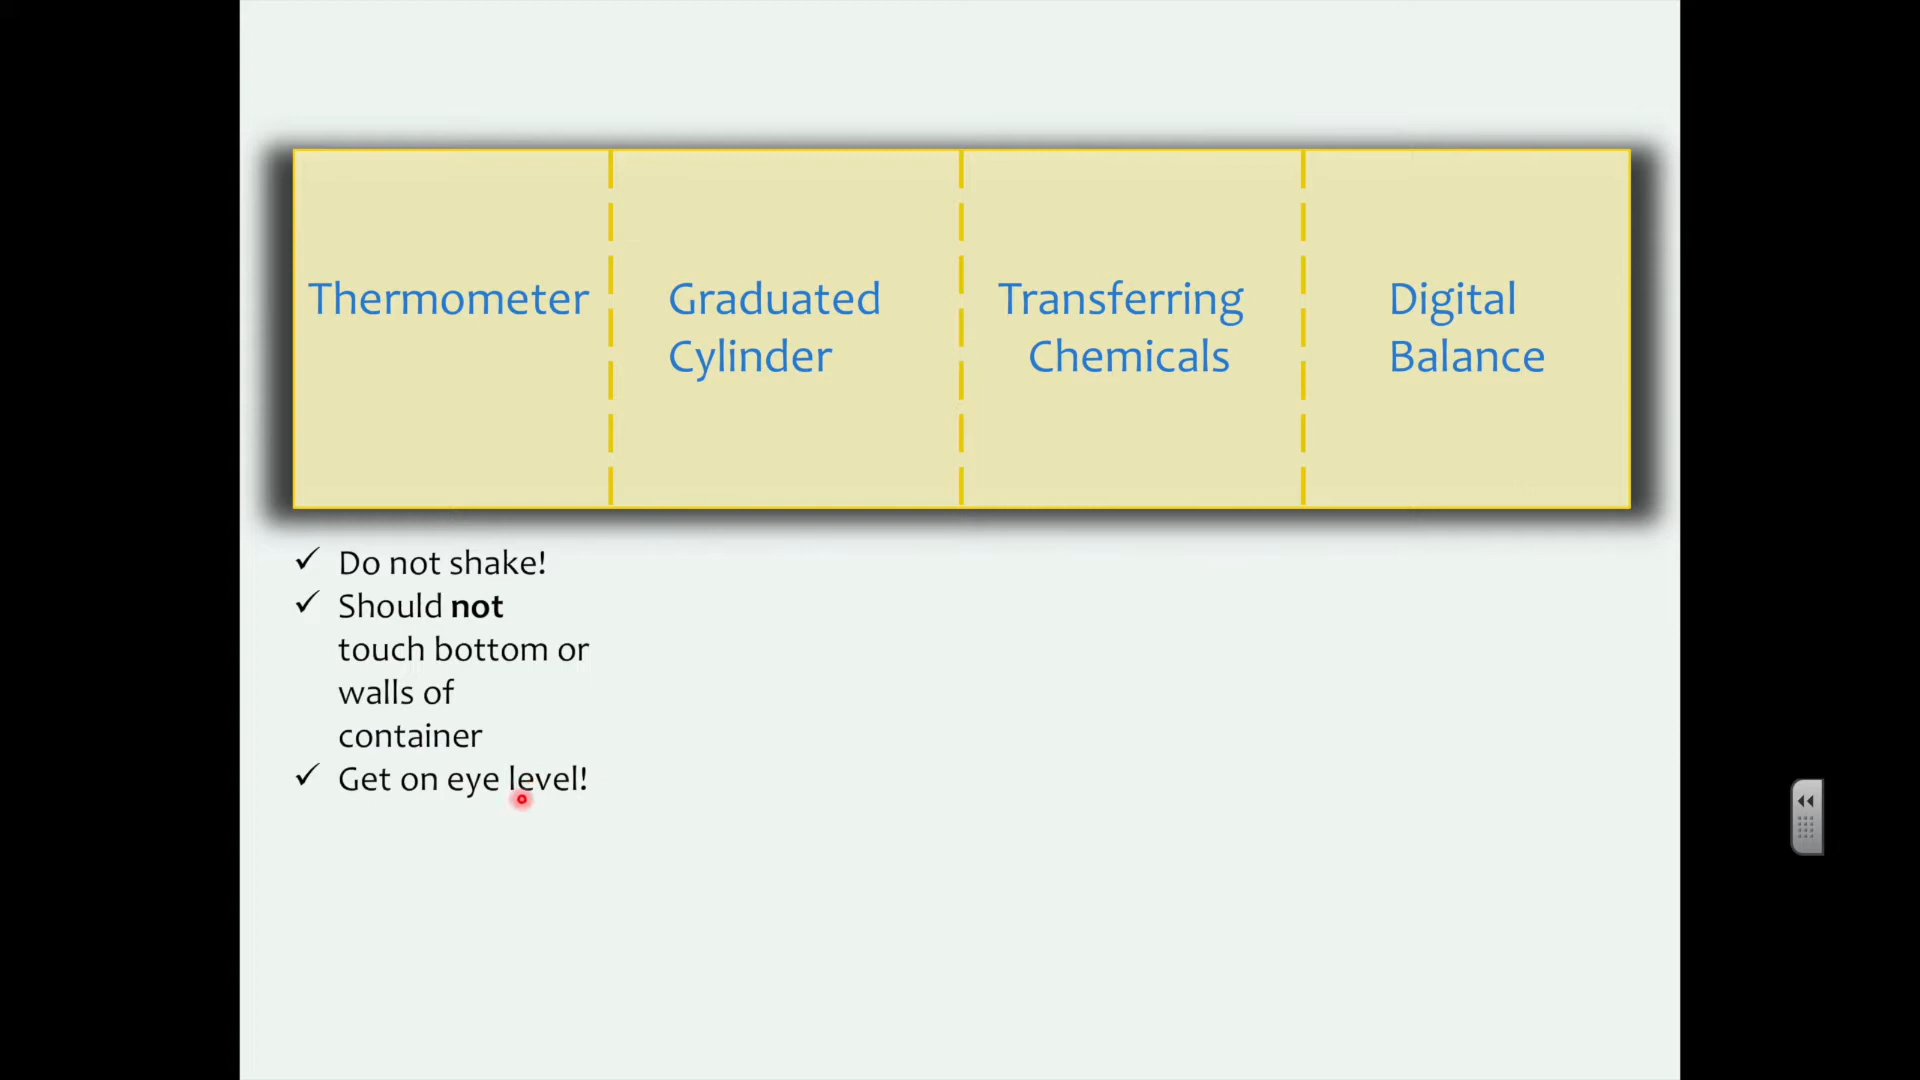 Thermometer
Graduated
Cylinder
Transferring
Chemicals
Digital
Balance
✓ Do not shake!
✓ Should not
touch bottom or
walls of
container
✓ Get on eye level!